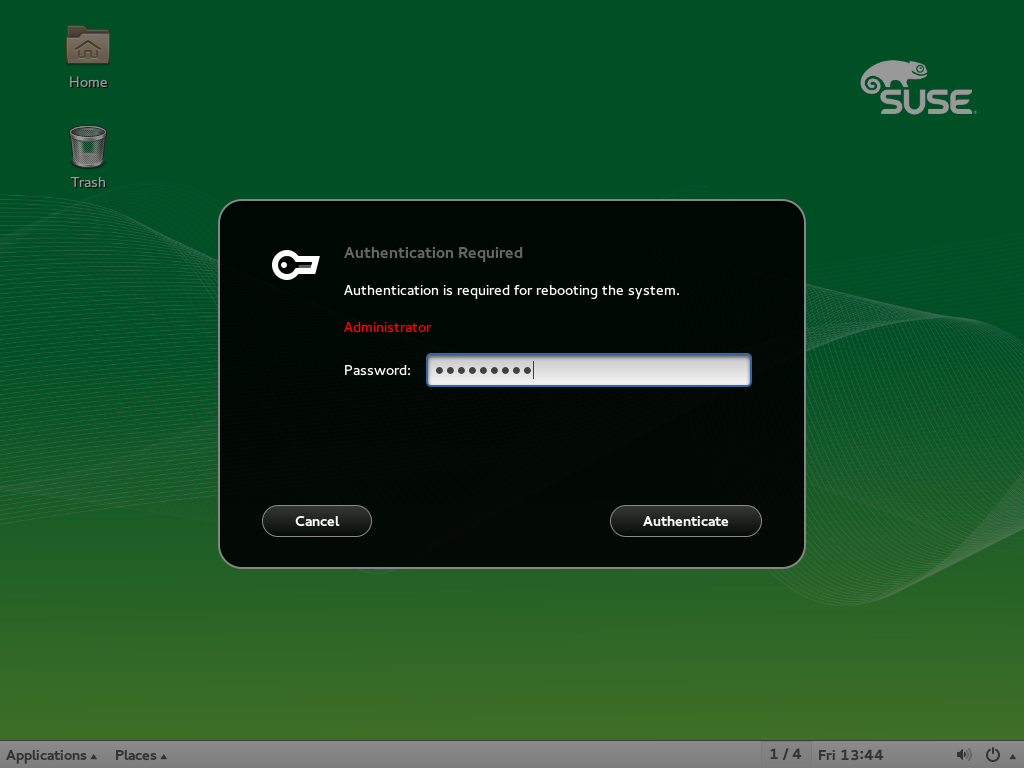 Home
SUSE
Trash
Authentication Required
Authentication is required for rebooting the system.
Administrator
Password: ●●●●●●●●●
Cancel Authenticate
Applications Places 1 / 4 Fri 13:44